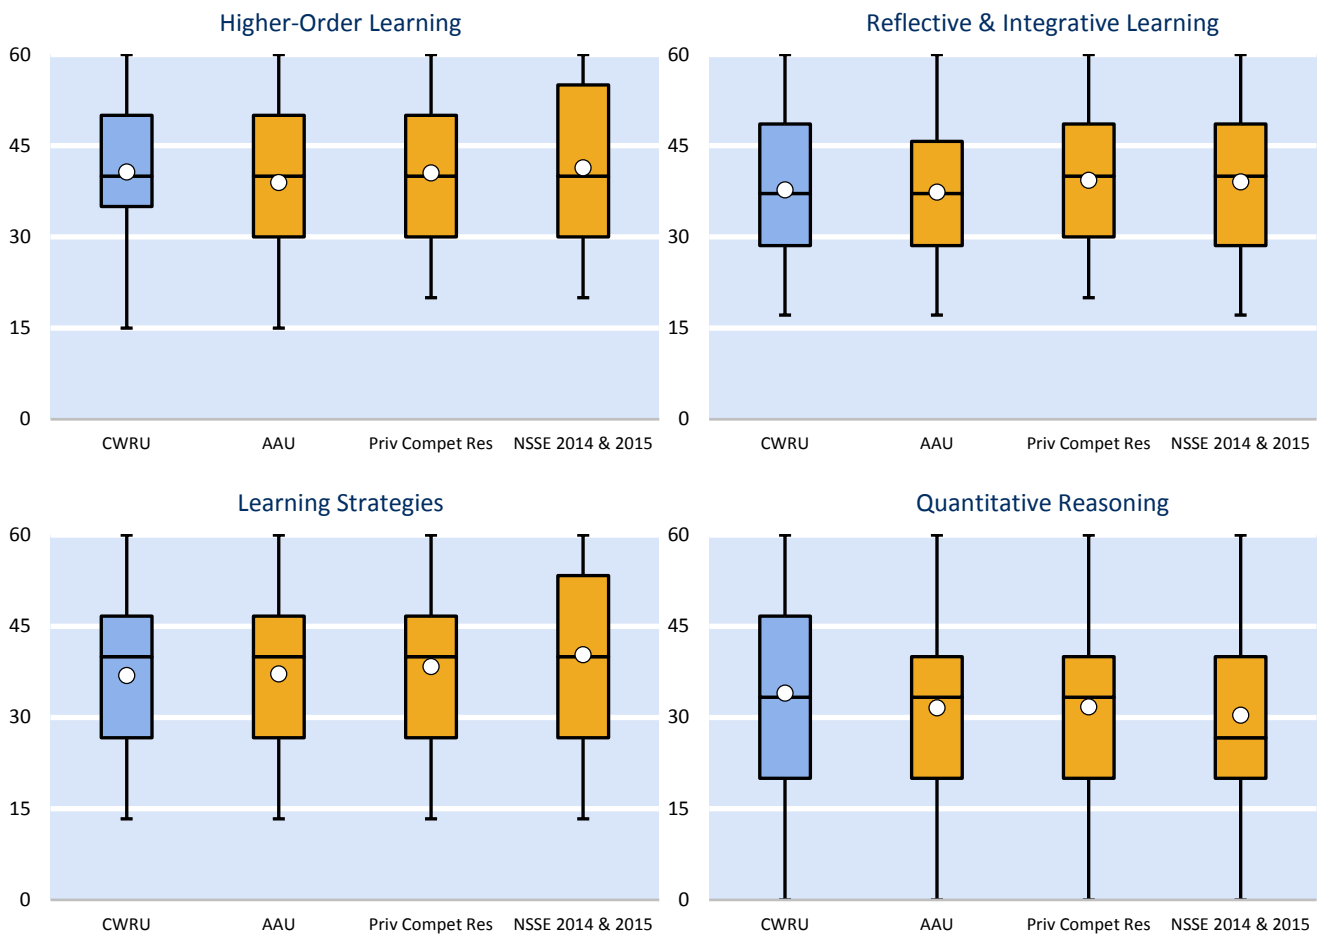 Higher-Order Learning
60
45
30
15
0
CWRU AAU Priv Compet Res NSSE 2014 & 2015
Reflective & Integrative Learning
60
45
30
15
0
CWRU AAU Priv Compet Res NSSE 2014 & 2015
Learning Strategies
60
45
30
15
0
CWRU AAU Priv Compet Res NSSE 2014 & 2015
Quantitative Reasoning
60
45
30
15
0
CWRU AAU Priv Compet Res NSSE 2014 & 2015